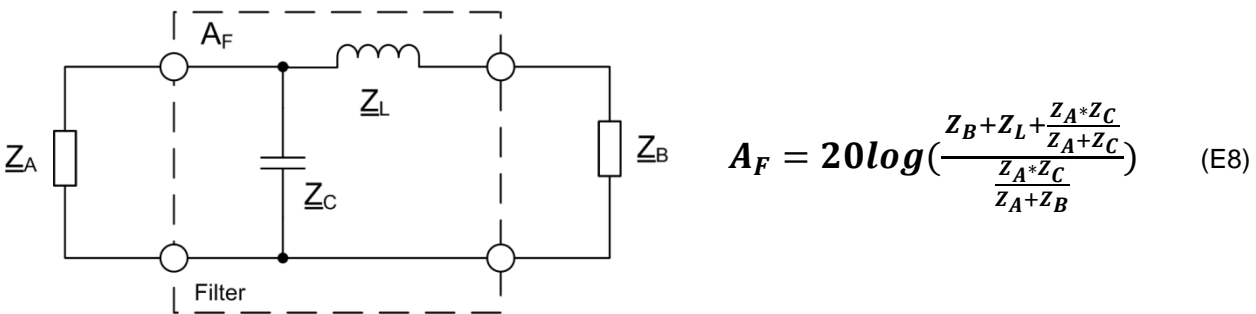 A_F
Z_L
Z_A
Z_B
Z_C
Filter
A_F = 20log((Z_B+Z_L+(Z_A*Z_C)/(Z_A+Z_C))/((Z_A*Z_C)/(Z_A+Z_B))) (E8)